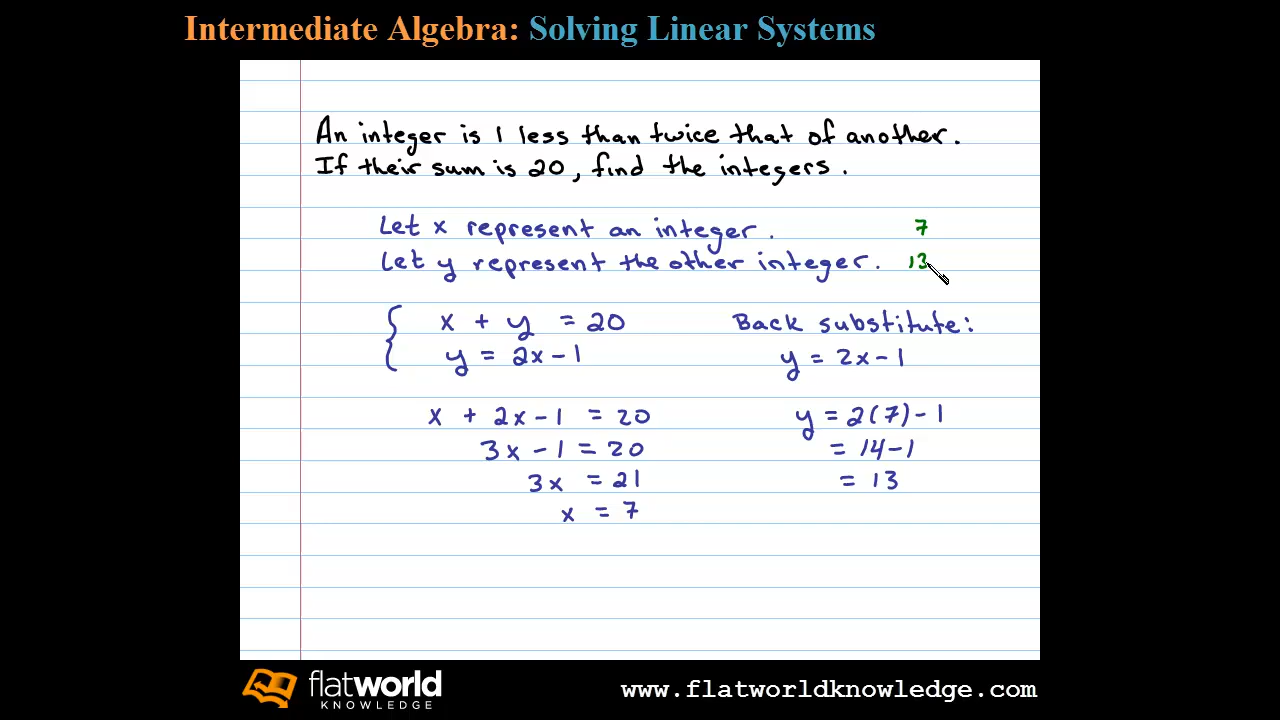 Intermediate Algebra: Solving Linear Systems
An integer is 1 less than twice that of another.
If their sum is 20, find the integers.
Let x represent an integer. 7
Let y represent the other integer. 13
x + y = 20
y = 2x - 1
x + 2x - 1 = 20
3x - 1 = 20
3x = 21
x = 7
Back substitute:
y = 2x - 1
y = 2(7) - 1
= 14 - 1
= 13
flatworld
KNOWLEDGE
www.flatworldknowledge.com